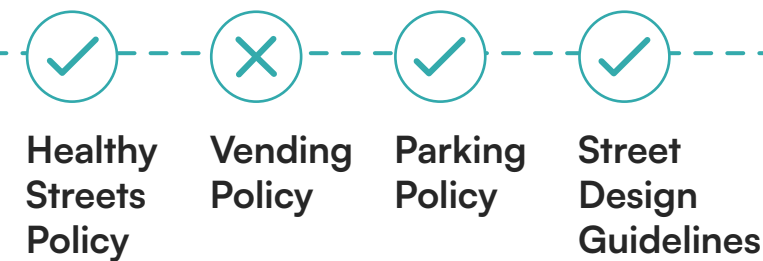 Healthy
Streets
Policy
Vending
Policy
Parking
Policy
Street
Design
Guidelines